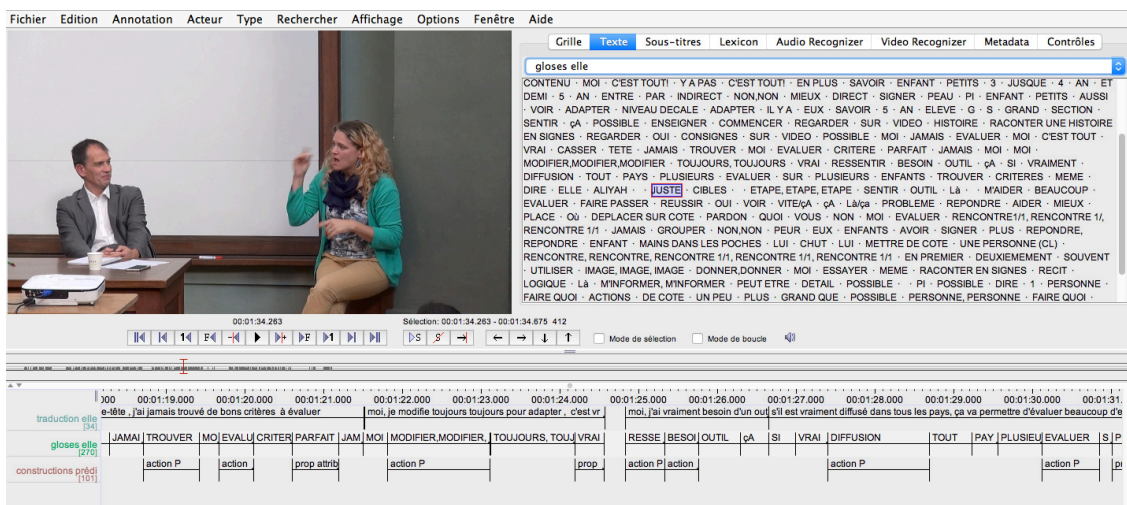 Fichier Edition Annotation Acteur Type Rechercher Affichage Options Fenêtre Aide
Grille Texte Sous-titres Lexicon Audio Recognizer Video Recognizer Metadata Contrôles
gloses elle
CONTENU · MOI · C'EST TOUT! · Y A PAS · C'EST TOUT! · EN PLUS · SAVOIR · ENFANT · PETITS · 3 · JUSQUE · 4 · AN · ET
DEMI · 5 · AN · ENTRE · PAR · INDIRECT · NON,NON · MIEUX · DIRECT · SIGNER · PEAU · PI · ENFANT · PETITS · AUSSI
· VOIR · ADAPTER · NIVEAU DECALE · ADAPTER · IL Y A · EUX · SAVOIR · 5 · AN · ELEVE · G · S · GRAND · SECTION ·
SENTIR · çA · POSSIBLE · ENSEIGNER · COMMENCER · REGARDER · SUR · VIDEO · HISTOIRE · RACONTER UNE HISTOIRE
EN SIGNES · REGARDER · OUI · CONSIGNES · SUR · VIDEO · POSSIBLE · MOI · JAMAIS · EVALUER · MOI · C'EST TOUT ·
VRAI · CASSER · TETE · JAMAIS · TROUVER · MOI · EVALUER · CRITERE · PARFAIT · JAMAIS · MOI · MOI ·
MODIFIER,MODIFIER,MODIFIER · TOUJOURS, TOUJOURS · VRAI · RESSENTIR · BESOIN · OUTIL · çA · SI · VRAIMENT ·
DIFFUSION · TOUT · PAYS · PLUSIEURS · EVALUER · SUR · PLUSIEURS · ENFANTS · TROUVER · CRITERES · MEME ·
DIRE · ELLE · ALIYAH · · JUSTE · CIBLES · · ETAPE, ETAPE, ETAPE · SENTIR · OUTIL · Là · · M'AIDER · BEAUCOUP ·
EVALUER · FAIRE PASSER · REUSSIR · OUI · VOIR · VITE/çA · çA · Là/ça · PROBLEME · REPONDRE · AIDER · MIEUX ·
PLACE · Où · DEPLACER SUR COTE · PARDON · QUOI · VOUS · NON · MOI · EVALUER · RENCONTRE1/1, RENCONTRE 1/,
RENCONTRE 1/1 · JAMAIS · GROUPER · NON,NON · PEUR · EUX · ENFANTS · AVOIR · SIGNER · PLUS · REPONDRE,
REPONDRE · ENFANT · MAINS DANS LES POCHES · LUI · CHUT · LUI · METTRE DE COTE · UNE PERSONNE (CL) ·
RENCONTRE, RENCONTRE, RENCONTRE 1/1, RENCONTRE 1/1, RENCONTRE 1/1 · EN PREMIER · DEUXIEMEMENT · SOUVENT
· UTILISER · IMAGE, IMAGE, IMAGE · DONNER,DONNER · MOI · ESSAYER · MEME · RACONTER EN SIGNES · RECIT ·
LOGIQUE · Là · M'INFORMER, M'INFORMER · PEUT ETRE · DETAIL · POSSIBLE · · PI · POSSIBLE · DIRE · 1 · PERSONNE ·
FAIRE QUOI · ACTIONS · DE COTE · UN PEU · PLUS · GRAND QUE · POSSIBLE · PERSONNE, PERSONNE · FAIRE QUOI ·
00:01:34.263 Sélection: 00:01:34.263 - 00:01:34.675 412
Mode de sélection Mode de boucle
000 00:01:19.000 00:01:20.000 00:01:21.000 00:01:22.000 00:01:23.000 00:01:24.000 00:01:25.000 00:01:26.000 00:01:27.000 00:01:28.000 00:01:29.000 00:01:30.000 00:01:31.
traduction elle [34] e-tête , j'ai jamais trouvé de bons critères à évaluer moi, je modifie toujours toujours pour adapter , c'est vr moi, j'ai vraiment besoin d'un out s'il est vraiment diffusé dans tous les pays, ça va permettre d'évaluer beaucoup d'e
gloses elle [270] JAMAI TROUVER MO EVALU CRITER PARFAIT JAM MOI MODIFIER,MODIFIER, TOUJOURS, TOUJ VRAI RESSE BESOI OUTIL çA SI VRAI DIFFUSION TOUT PAY PLUSIEU EVALUER S P
constructions prédi [101] action P action prop attrib action P prop action P action action P action P